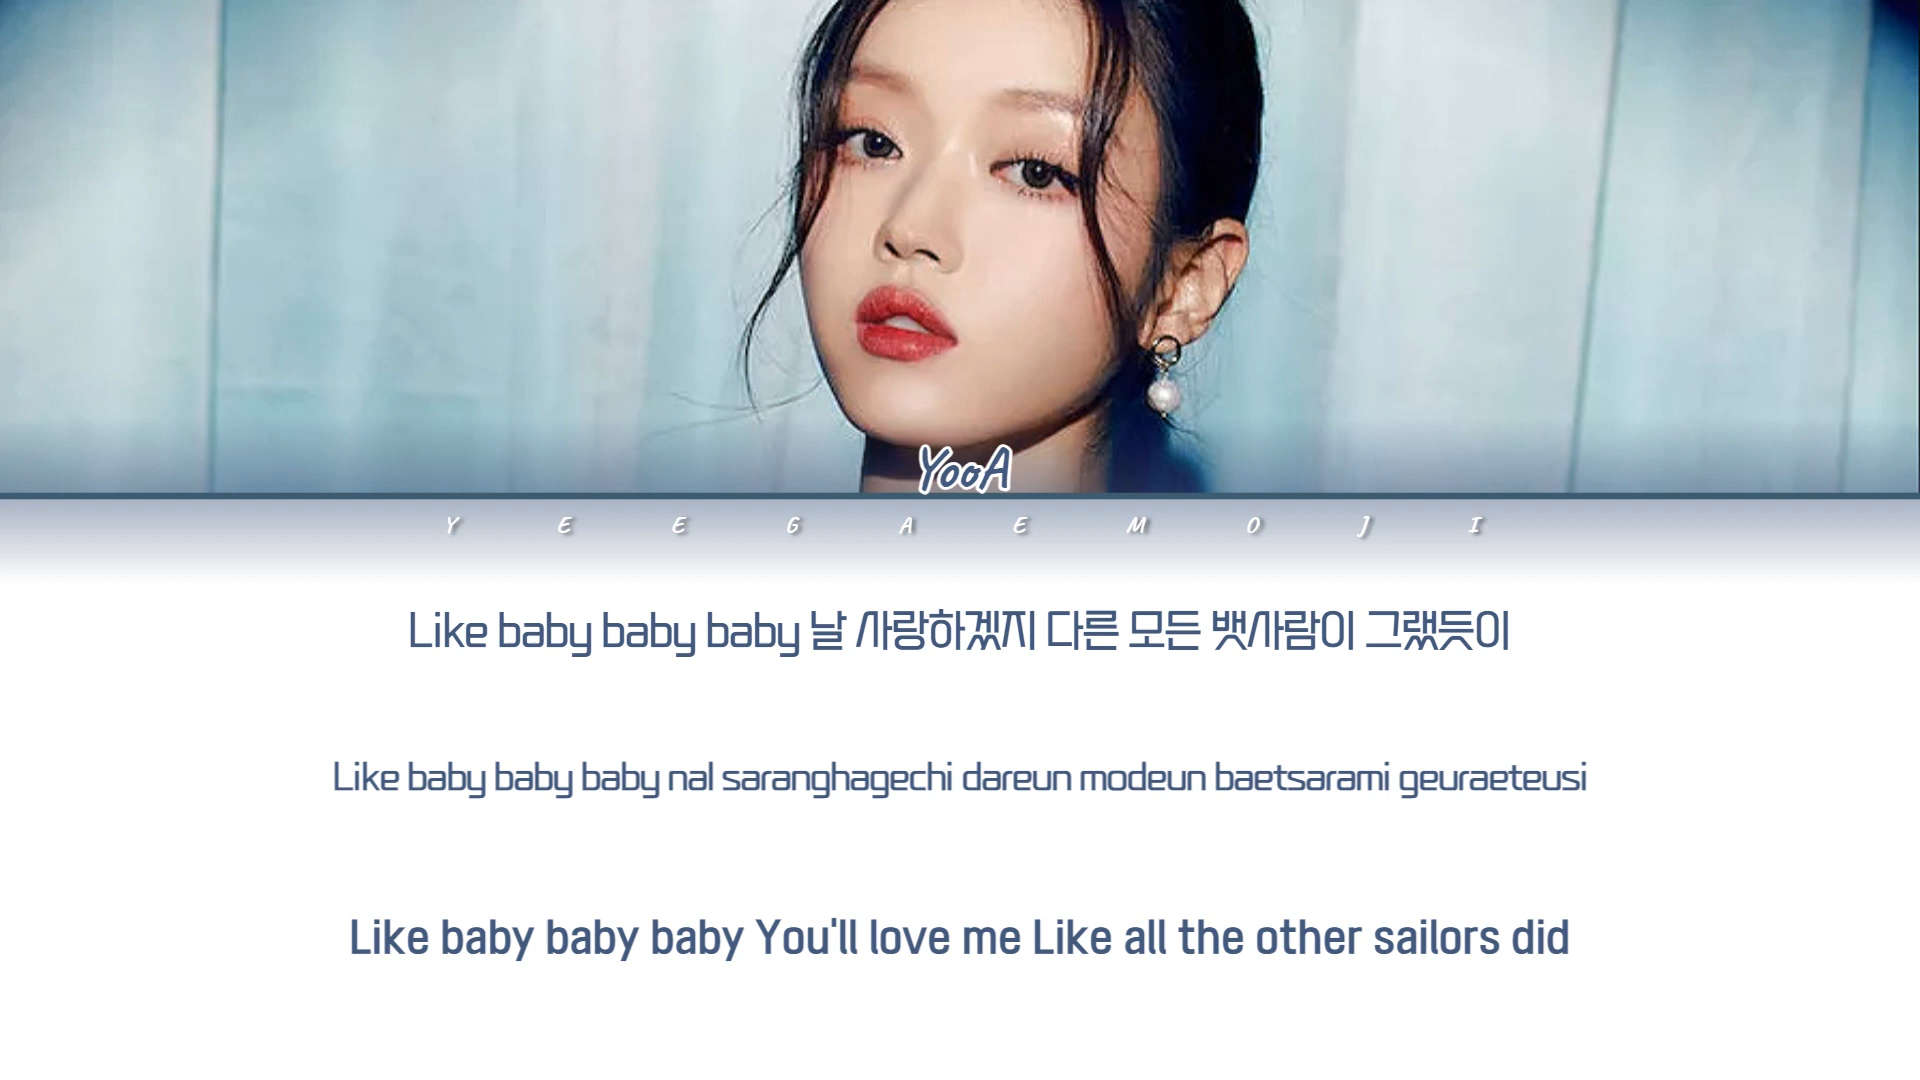 YooA
YEEGAEMOJI
Like baby baby baby 날 사랑하겠지 다른 모든 뱃사람이 그랬듯이
Like baby baby baby nal saranghagechi dareun modeun baetsarami geuraeteusi
Like baby baby baby You'll love me Like all the other sailors did